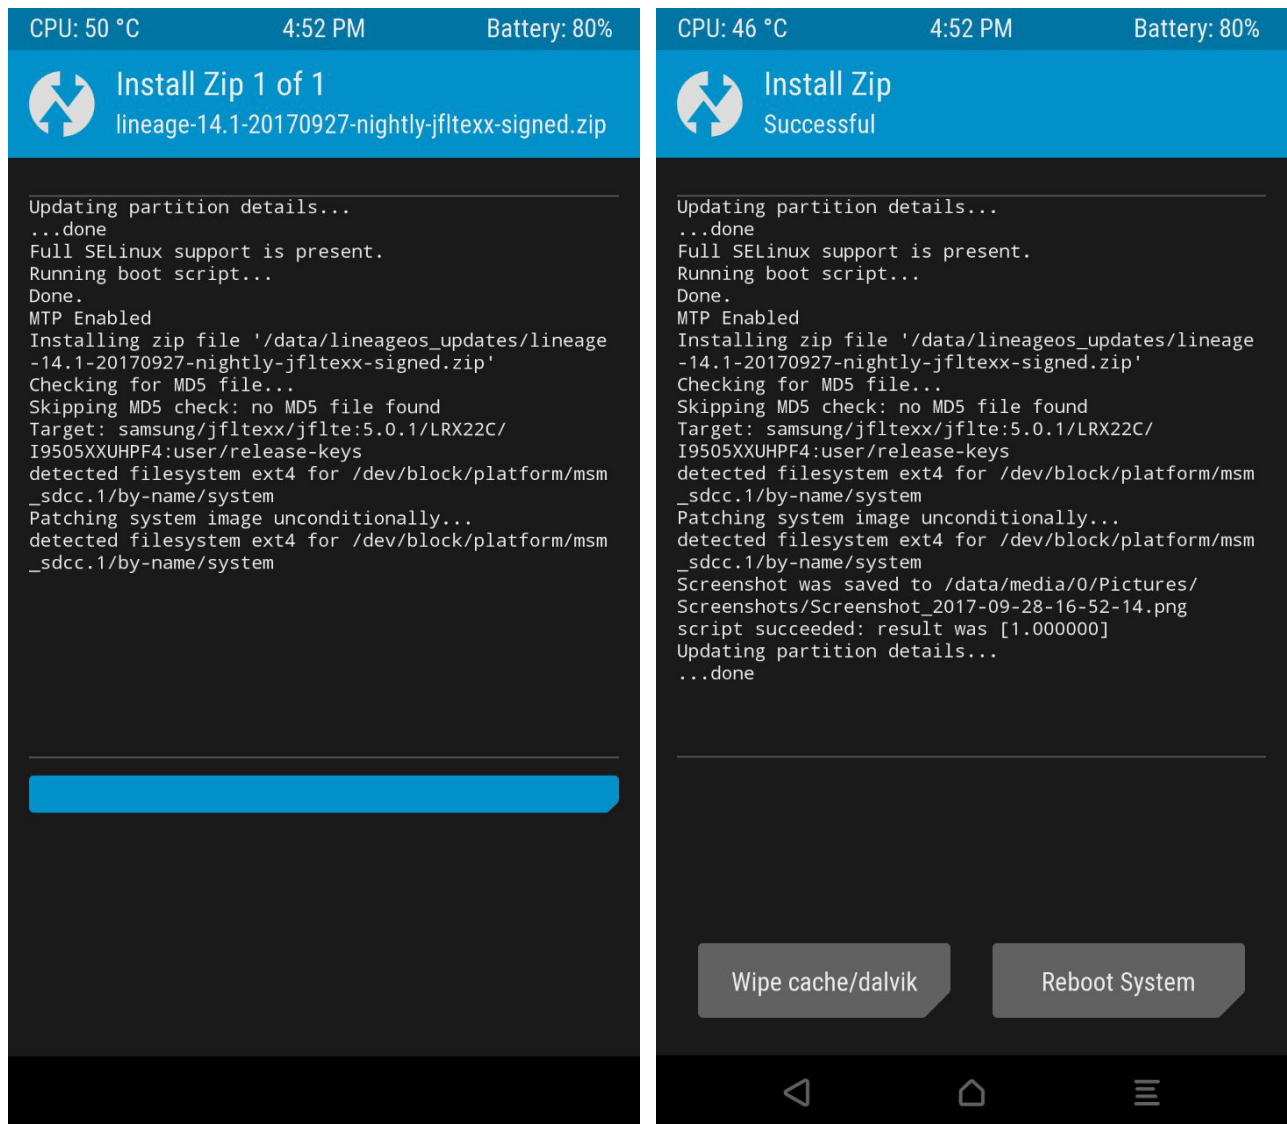 CPU: 50 °C 4:52 PM Battery: 80%
Install Zip 1 of 1
lineage-14.1-20170927-nightly-jfltexx-signed.zip
Updating partition details...
...done
Full SELinux support is present.
Running boot script...
Done.
MTP Enabled
Installing zip file '/data/lineageos_updates/lineage
-14.1-20170927-nightly-jfltexx-signed.zip'
Checking for MD5 file...
Skipping MD5 check: no MD5 file found
Target: samsung/jfltexx/jflte:5.0.1/LRX22C/
I9505XXUHPF4:user/release-keys
detected filesystem ext4 for /dev/block/platform/msm
_sdcc.1/by-name/system
Patching system image unconditionally...
detected filesystem ext4 for /dev/block/platform/msm
_sdcc.1/by-name/system
CPU: 46 °C 4:52 PM Battery: 80%
Install Zip
Successful
Updating partition details...
...done
Full SELinux support is present.
Running boot script...
Done.
MTP Enabled
Installing zip file '/data/lineageos_updates/lineage
-14.1-20170927-nightly-jfltexx-signed.zip'
Checking for MD5 file...
Skipping MD5 check: no MD5 file found
Target: samsung/jfltexx/jflte:5.0.1/LRX22C/
I9505XXUHPF4:user/release-keys
detected filesystem ext4 for /dev/block/platform/msm
_sdcc.1/by-name/system
Patching system image unconditionally...
detected filesystem ext4 for /dev/block/platform/msm
_sdcc.1/by-name/system
Screenshot was saved to /data/media/0/Pictures/
Screenshots/Screenshot_2017-09-28-16-52-14.png
script succeeded: result was [1.000000]
Updating partition details...
...done
Wipe cache/dalvik
Reboot System